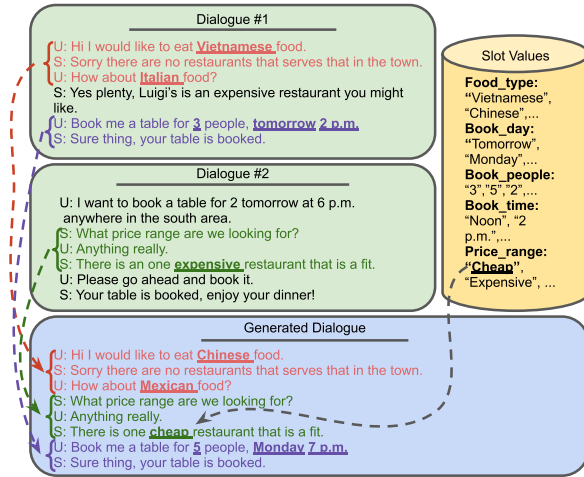 Dialogue #1
U: Hi I would like to eat Vietnamese food.
S: Sorry there are no restaurants that serves that in the town.
U: How about Italian food?
S: Yes plenty, Luigi's is an expensive restaurant you might
like.
U: Book me a table for 3 people, tomorrow 2 p.m.
S: Sure thing, your table is booked.
Dialogue #2
U: I want to book a table for 2 tomorrow at 6 p.m.
anywhere in the south area.
S: What price range are we looking for?
U: Anything really.
S: There is an one expensive restaurant that is a fit.
U: Please go ahead and book it.
S: Your table is booked, enjoy your dinner!
Slot Values
Food_type:
“Vietnamese”,
“Chinese”,...
Book_day:
“Tomorrow”,
“Monday”,...
Book_people:
“3”,”5”,”2”,...
Book_time:
“Noon”, “2
p.m.”,...
Price_range:
“Cheap”,
“Expensive”, ...
Generated Dialogue
U: Hi I would like to eat Chinese food.
S: Sorry there are no restaurants that serves that in the town.
U: How about Mexican food?
S: What price range are we looking for?
U: Anything really.
S: There is one cheap restaurant that is a fit.
U: Book me a table for 5 people, Monday 7 p.m.
S: Sure thing, your table is booked.